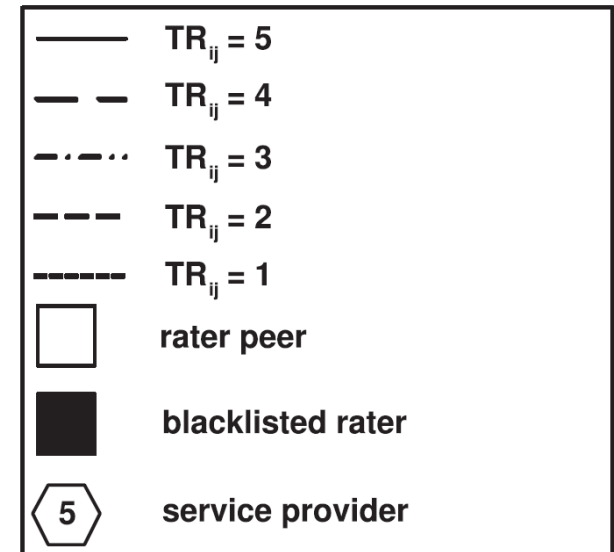 TRij = 5
TRij = 4
TRij = 3
TRij = 2
TRij = 1
rater peer
blacklisted rater
5 service provider